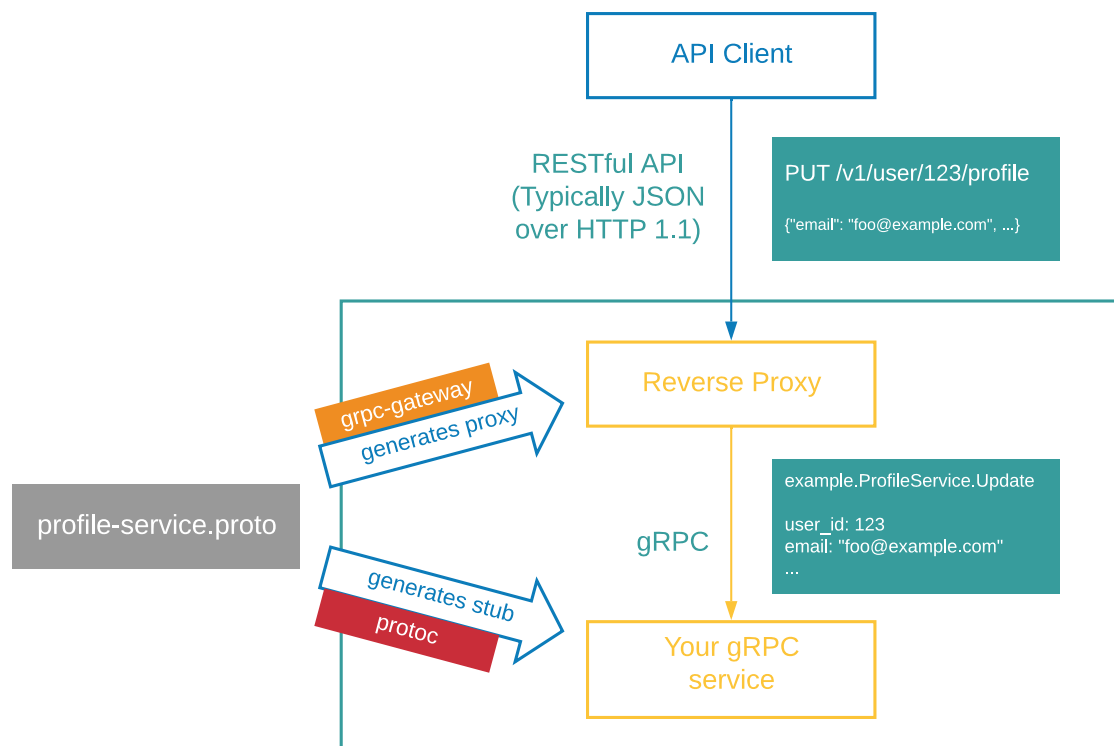 API Client
RESTful API
(Typically JSON
over HTTP 1.1)
PUT /v1/user/123/profile
{"email": "foo@example.com", ...}
Reverse Proxy
grpc-gateway
generates proxy
profile-service.proto
generates stub
protoc
gRPC
example.ProfileService.Update
user_id: 123
email: "foo@example.com"
...
Your gRPC
service